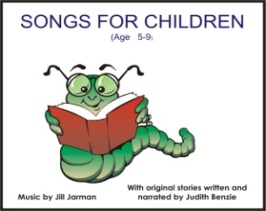 SONGS FOR CHILDREN
(Age 5-9)
Music by Jill Jarman
With original stories written and
narrated by Judith Benzie